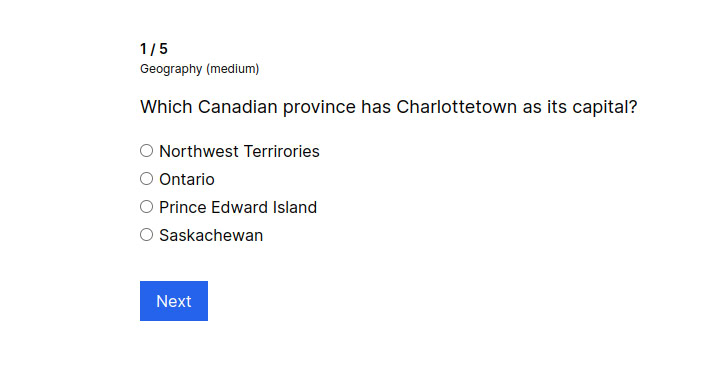 1 / 5
Geography (medium)
Which Canadian province has Charlottetown as its capital?
Northwest Terrirories
Ontario
Prince Edward Island
Saskachewan
Next